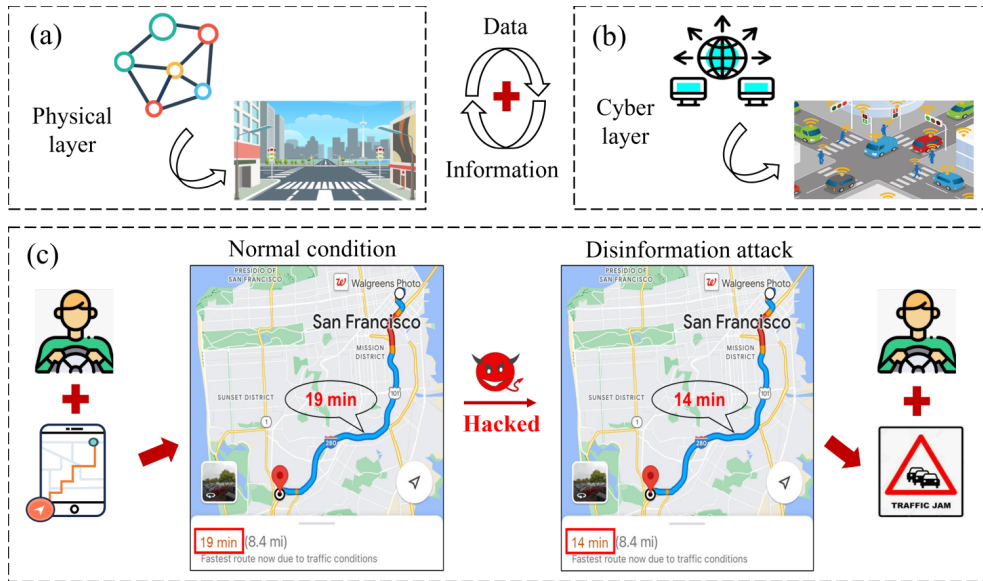 (a)
Physical
layer
Data
Information
(b)
Cyber
layer
(c)
Normal condition
PRESIDIO OF
SAN FRANCISCO
Walgreens Photo
San Francisco
MISSION
DISTRICT
SUNSET DISTRICT
19 min
101
1
280
19 min (8.4 mi)
Fastest route now due to traffic conditions
Hacked
Disinformation attack
PRESIDIO OF
SAN FRANCISCO
Walgreens Photo
San Francisco
MISSION
DISTRICT
SUNSET DISTRICT
14 min
101
1
280
14 min (8.4 mi)
Fastest route now due to traffic conditions
TRAFFIC JAM